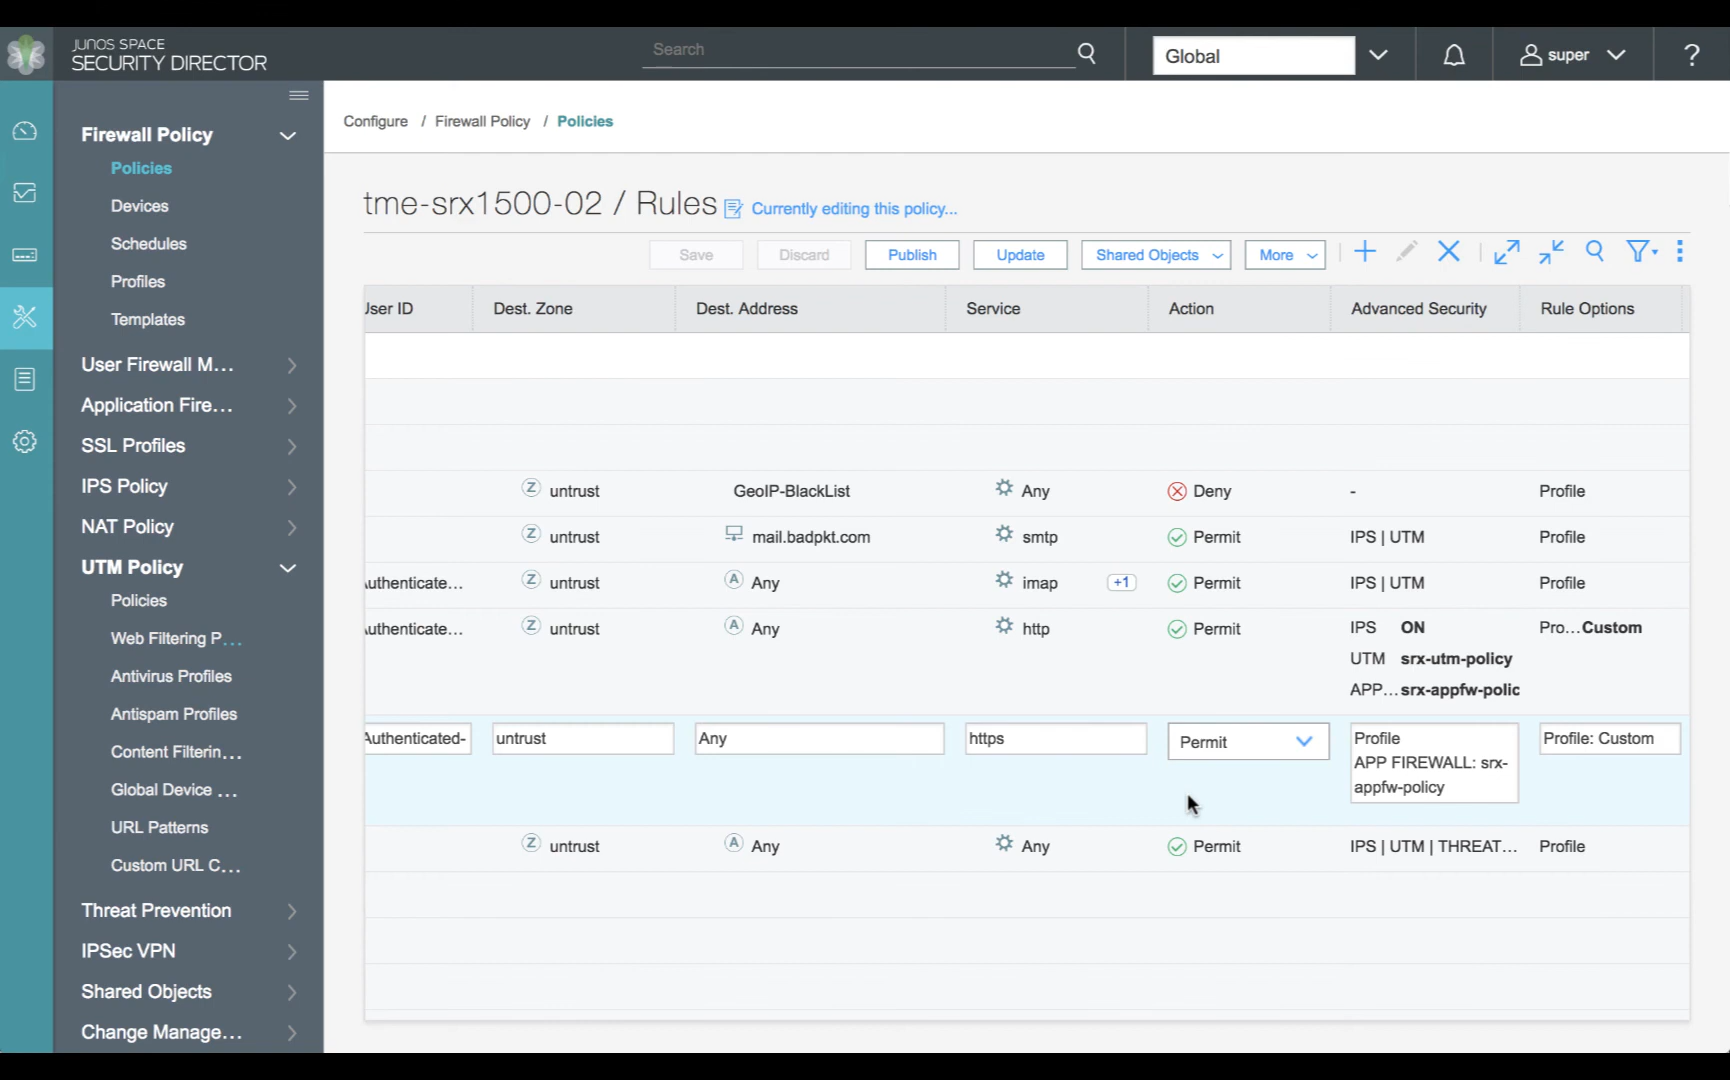 JUNOS SPACE
SECURITY DIRECTOR
Search
Global
super
?
Firewall Policy
Policies
Devices
Schedules
Profiles
Templates
User Firewall M...
Application Fire...
SSL Profiles
IPS Policy
NAT Policy
UTM Policy
Policies
Web Filtering P...
Antivirus Profiles
Antispam Profiles
Content Filterin...
Global Device ...
URL Patterns
Custom URL C...
Threat Prevention
IPSec VPN
Shared Objects
Change Manage...
Configure / Firewall Policy / Policies
tme-srx1500-02 / Rules Currently editing this policy...
Save Discard Publish Update Shared Objects More
User ID Dest. Zone Dest. Address Service Action Advanced Security Rule Options
Z untrust GeoIP-BlackList Any Deny - Profile
Z untrust mail.badpkt.com smtp Permit IPS | UTM Profile
Authenticate... Z untrust A Any imap +1 Permit IPS | UTM Profile
Authenticate... Z untrust A Any http Permit IPS ON Pro...Custom
UTM srx-utm-policy
APP... srx-appfw-polic
Authenticated- untrust Any https Permit Profile Profile: Custom
APP FIREWALL: srx-
appfw-policy
Z untrust A Any Any Permit IPS | UTM | THREAT... Profile